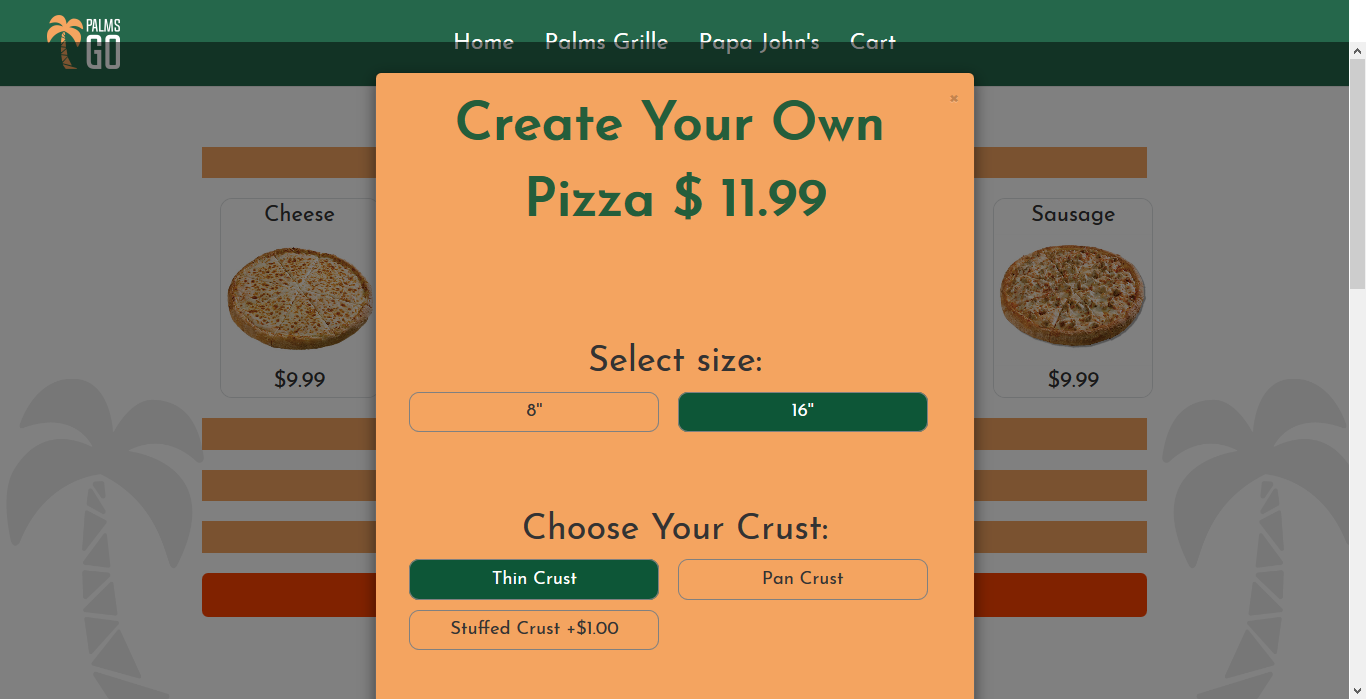 PALMS
GO
Home Palms Grille Papa John's Cart
×
Create Your Own
Pizza $ 11.99
Cheese
$9.99
Sausage
$9.99
Select size:
8" 16"
Choose Your Crust:
Thin Crust Pan Crust
Stuffed Crust +$1.00